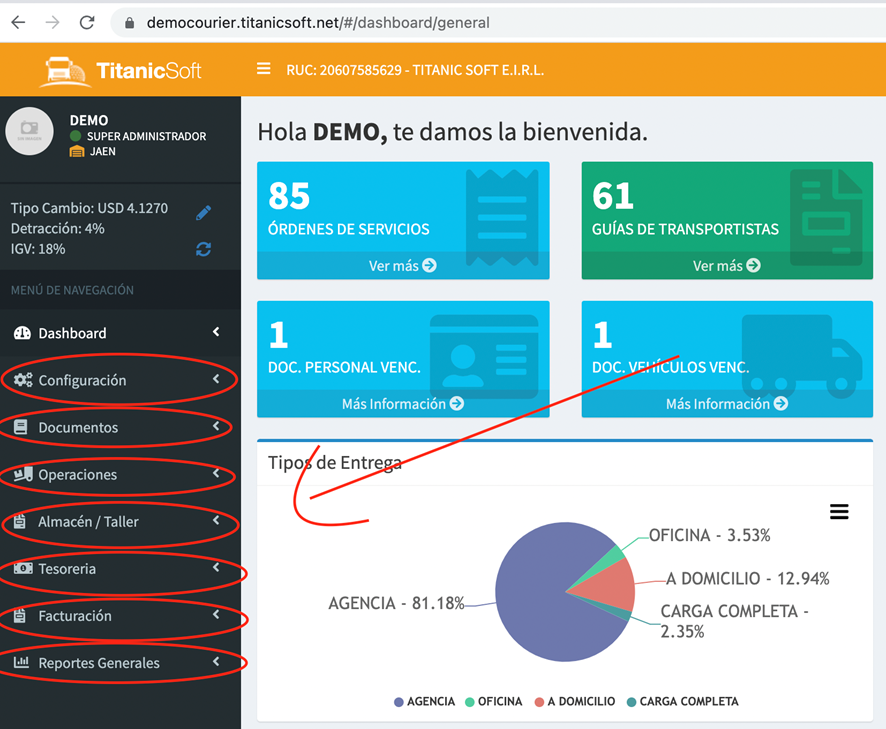 democourier.titanicsoft.net/#/dashboard/general
TitanicSoft
RUC: 20607585629 - TITANIC SOFT E.I.R.L.
DEMO
SUPER ADMINISTRADOR
JAEN
Tipo Cambio: USD 4.1270
Detracción: 4%
IGV: 18%
MENÚ DE NAVEGACIÓN
Dashboard
Configuración
Documentos
Operaciones
Almacén / Taller
Tesoreria
Facturación
Reportes Generales
Hola DEMO, te damos la bienvenida.
85
ÓRDENES DE SERVICIOS
Ver más
61
GUÍAS DE TRANSPORTISTAS
Ver más
1
DOC. PERSONAL VENC.
Más Información
1
DOC. VEHÍCULOS VENC.
Más Información
Tipos de Entrega
OFICINA - 3.53%
A DOMICILIO - 12.94%
AGENCIA - 81.18%
CARGA COMPLETA -
2.35%
AGENCIA OFICINA A DOMICILIO CARGA COMPLETA